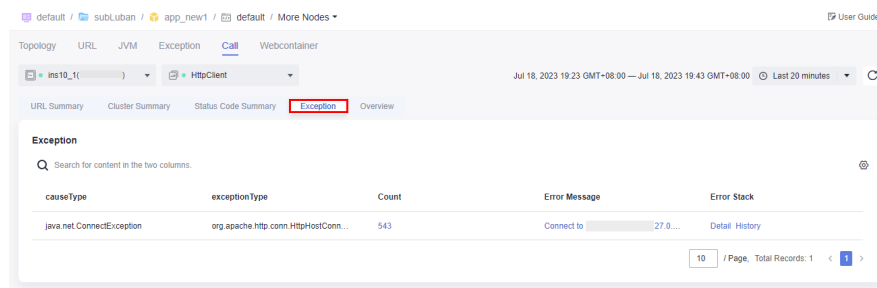 default / subLuban / app_new1 / default / More Nodes
User Guide
Topology URL JVM Exception Call Webcontainer
ins10_1( ) HttpClient Jul 18, 2023 19:23 GMT+08:00 — Jul 18, 2023 19:43 GMT+08:00 Last 20 minutes
URL Summary Cluster Summary Status Code Summary Exception Overview
Exception
Search for content in the two columns.
causeType exceptionType Count Error Message Error Stack
java.net.ConnectException org.apache.http.conn.HttpHostConn... 543 Connect to 27.0.... Detail History
10 / Page, Total Records: 1 < 1 >